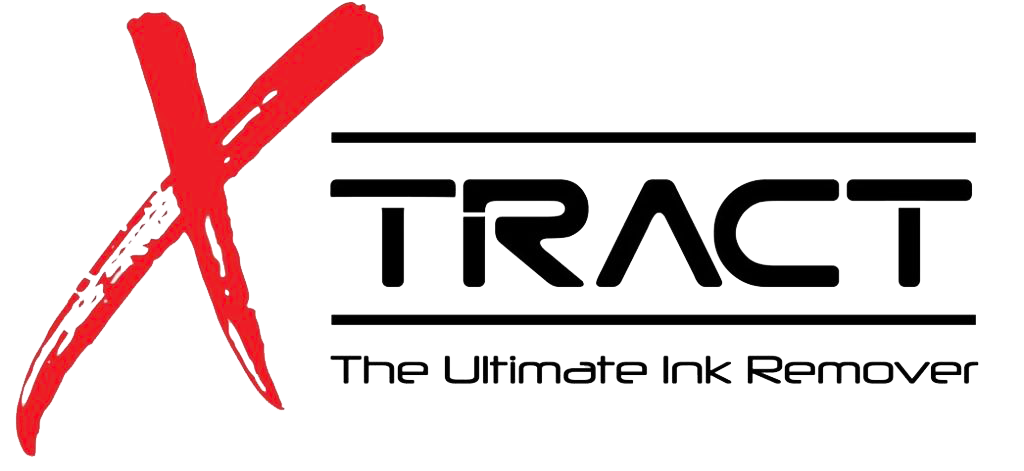 XTRACT
The Ultimate Ink Remover